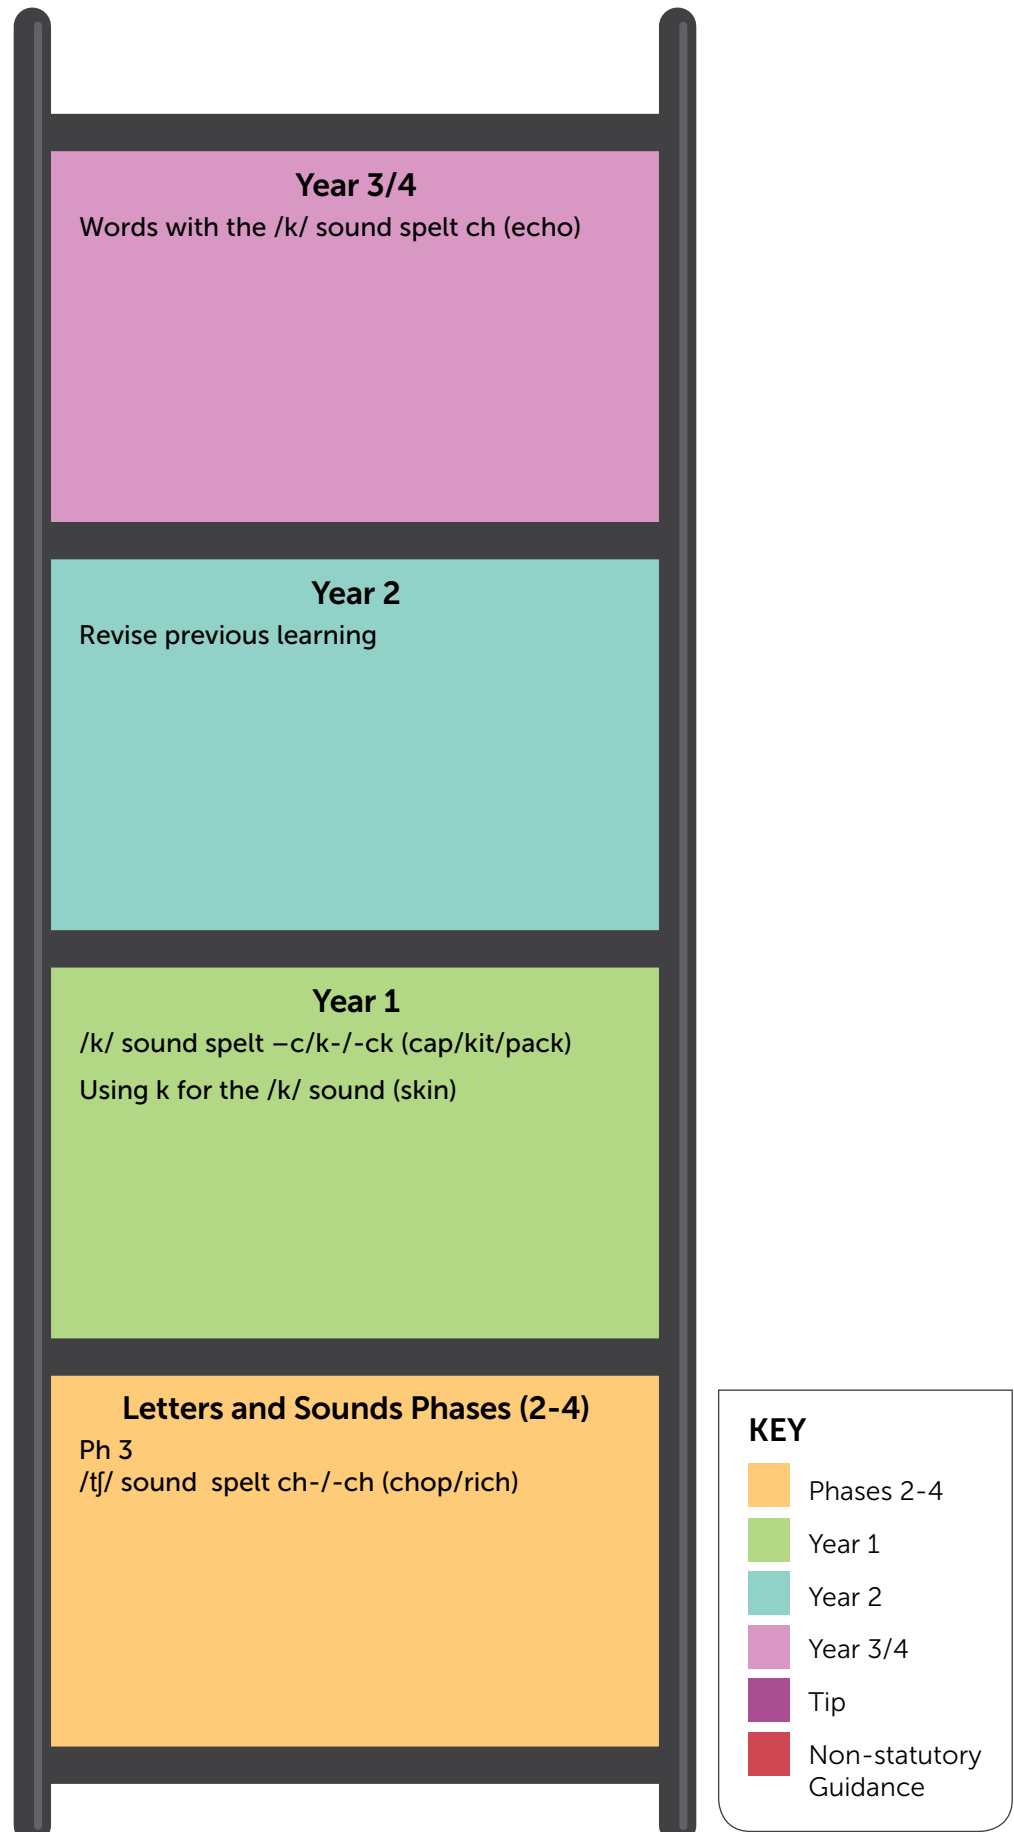 Year 3/4
Words with the /k/ sound spelt ch (echo)
Year 2
Revise previous learning
Year 1
/k/ sound spelt –c/k-/-ck (cap/kit/pack)
Using k for the /k/ sound (skin)
Letters and Sounds Phases (2-4)
Ph 3
/tʃ/ sound  spelt ch-/-ch (chop/rich)
KEY
Phases 2-4
Year 1
Year 2
Year 3/4
Tip
Non-statutory
Guidance